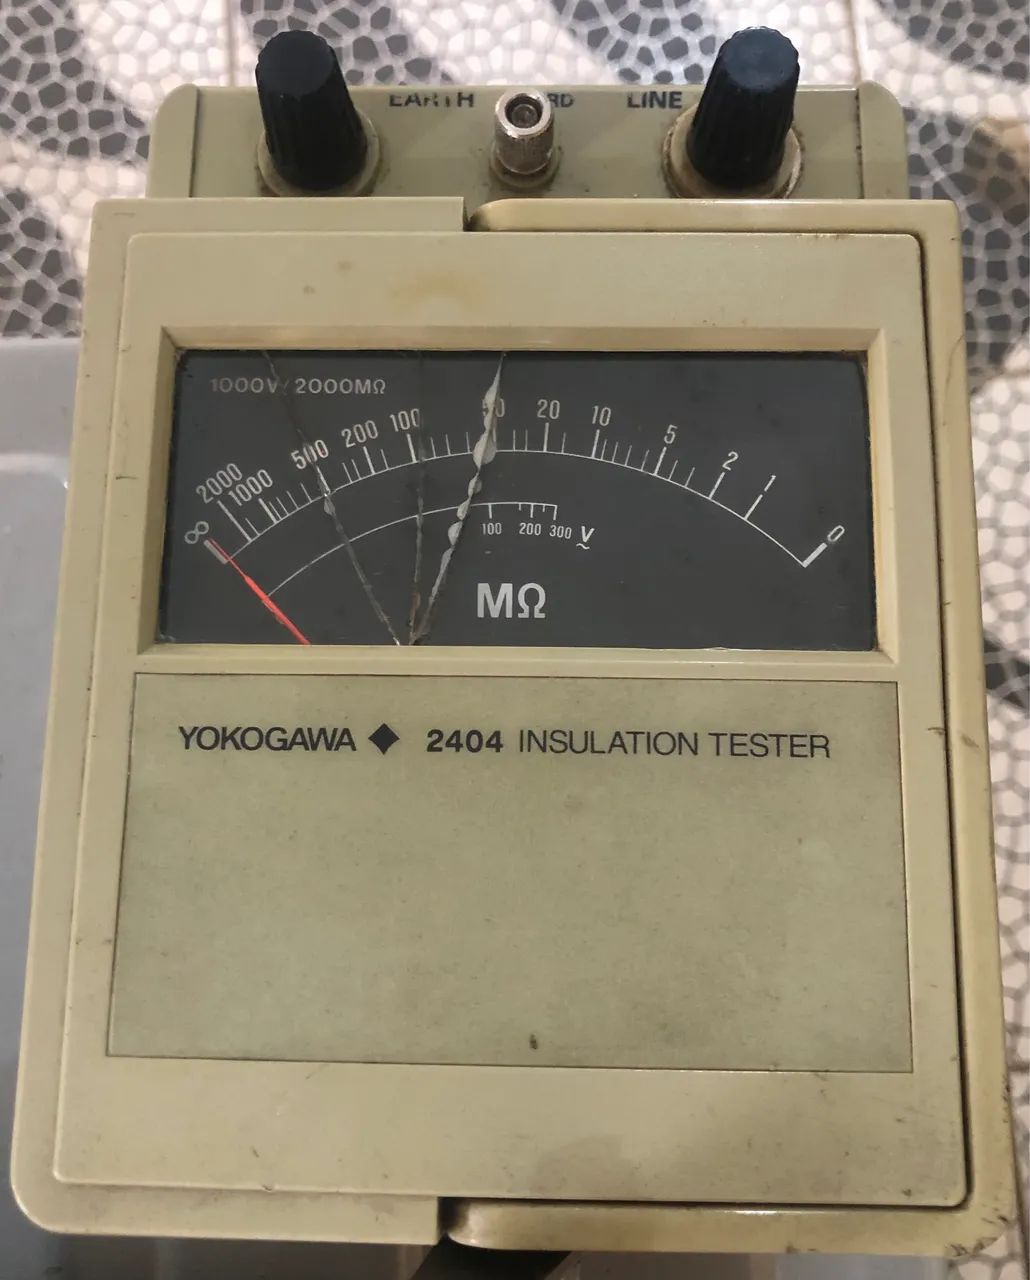 EARTH LINE
1000V/2000MΩ
∞ 2000 1000 500 200 100 20 10 5 2 1 0
100 200 300 V
MΩ
YOKOGAWA 2404 INSULATION TESTER